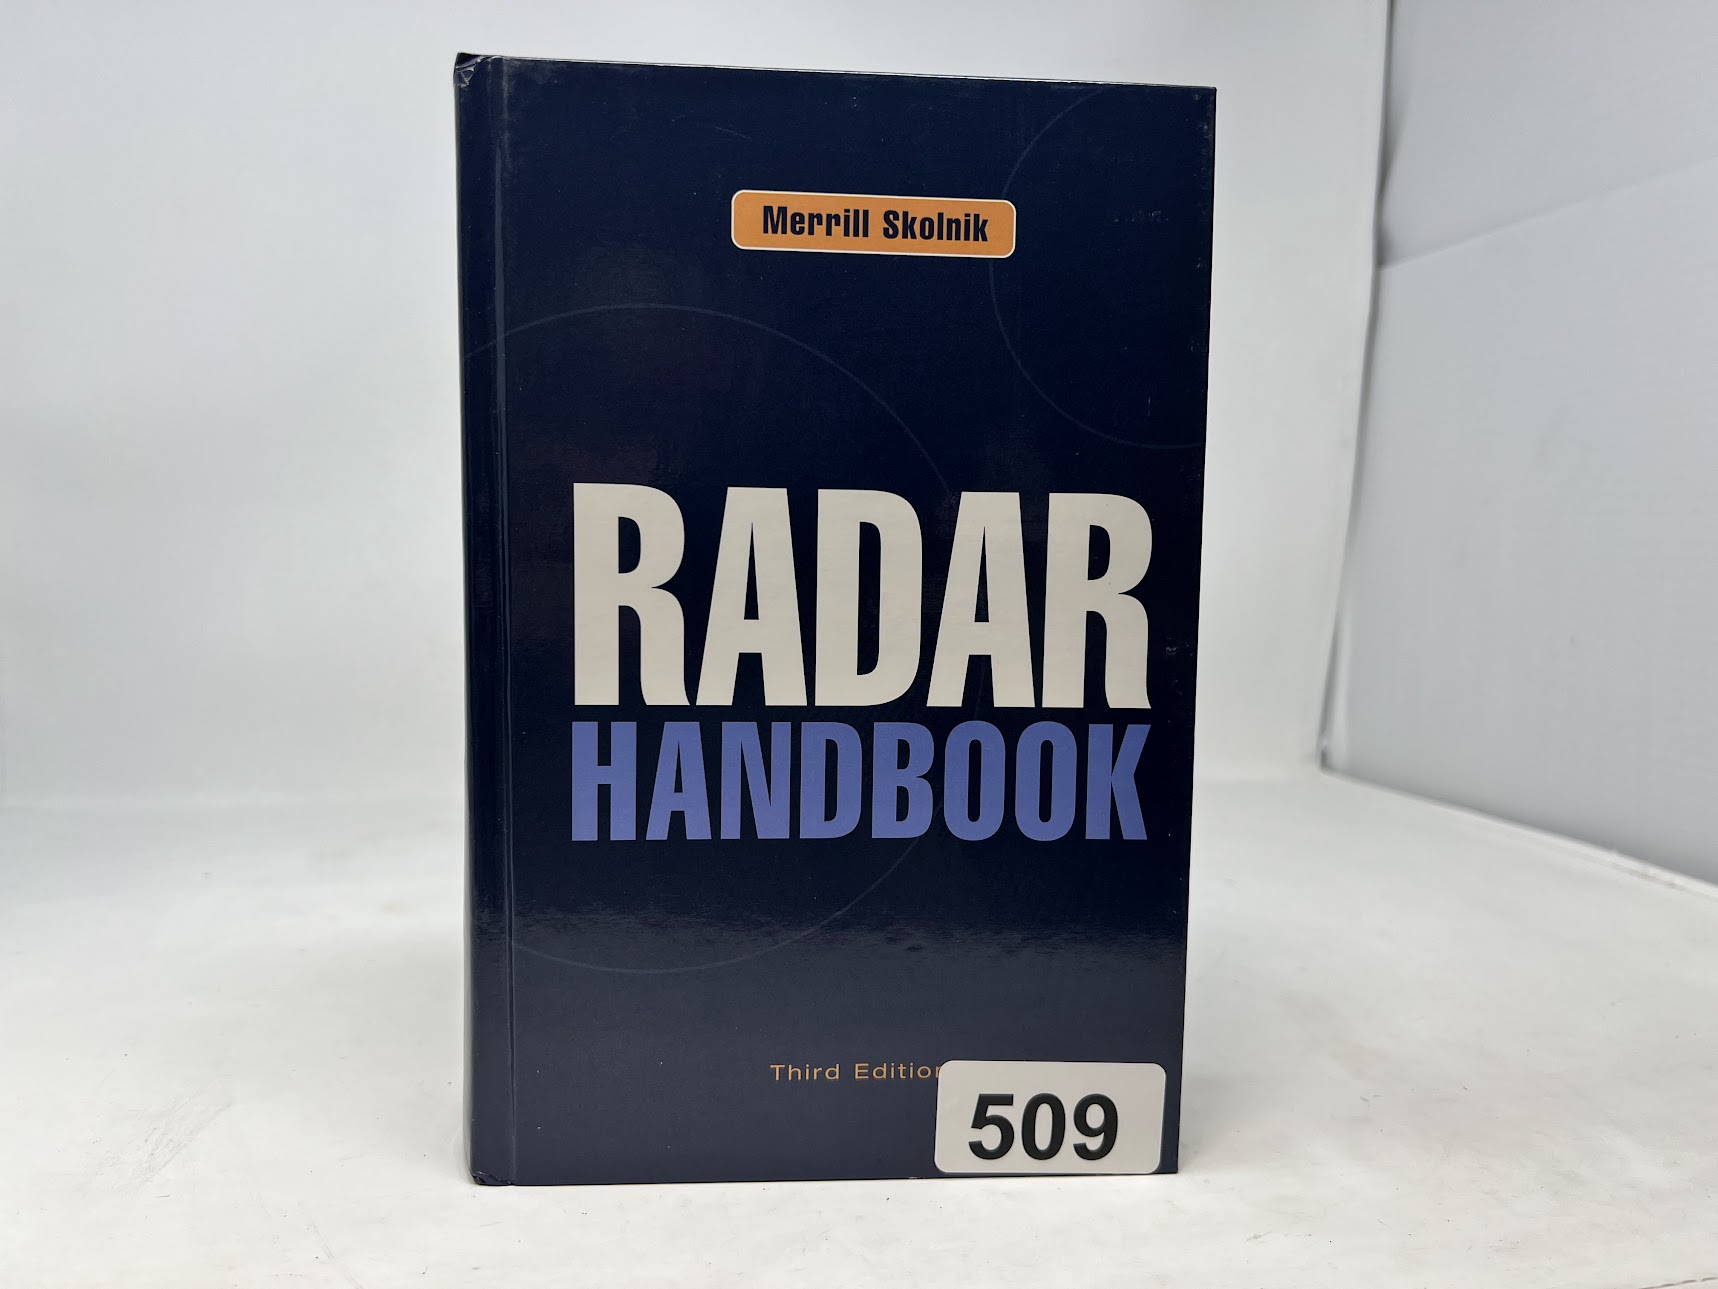 Merrill Skolnik
RADAR
HANDBOOK
Third Edition
509